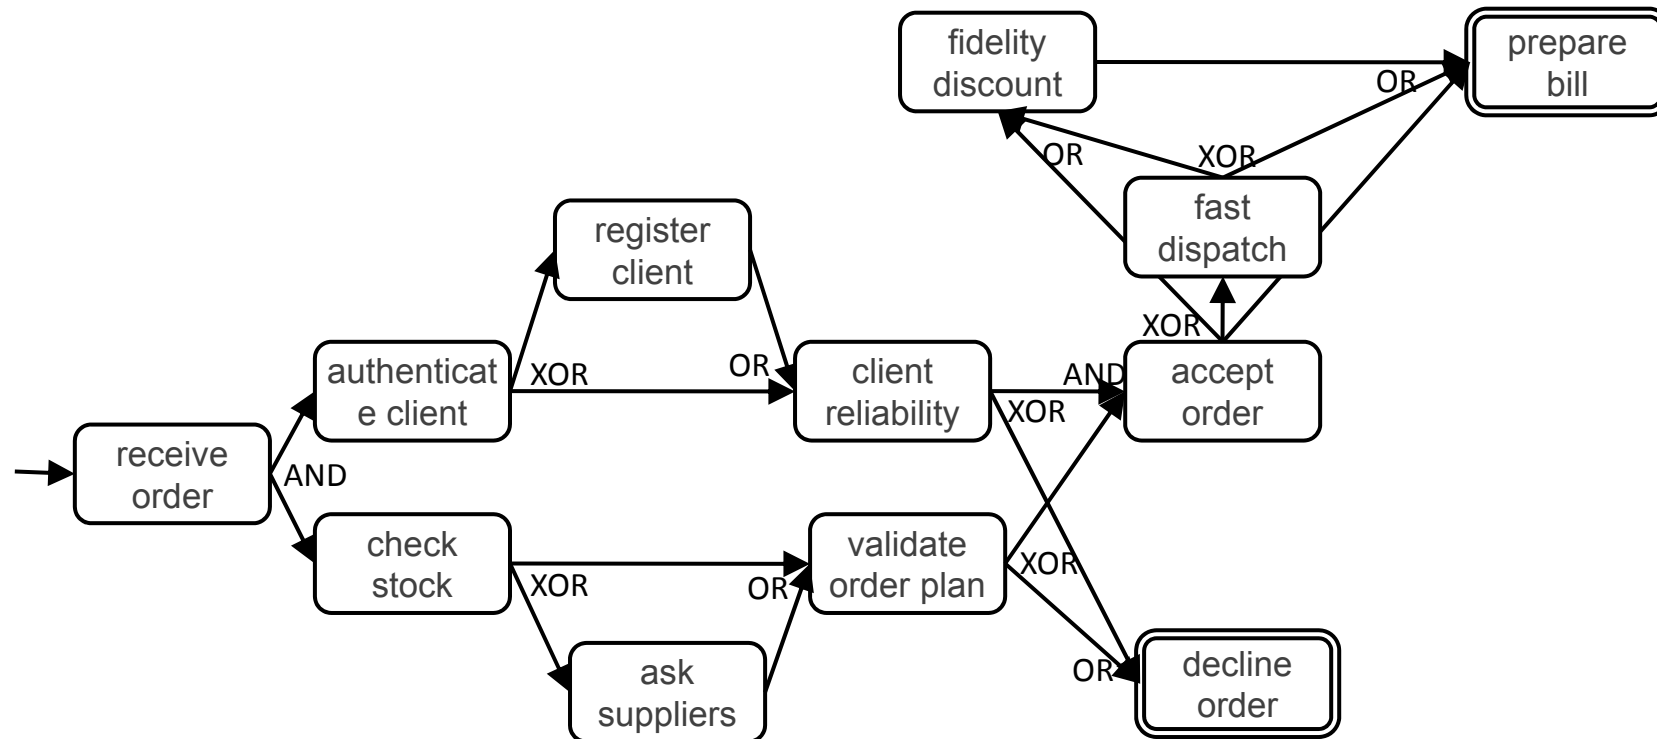 fidelity
discount
prepare
bill
OR
OR
XOR
fast
dispatch
register
client
XOR
authenticat
e client
XOR
OR
client
reliability
AND
XOR
accept
order
receive
order
AND
check
stock
XOR
OR
validate
order plan
XOR
ask
suppliers
OR
decline
order